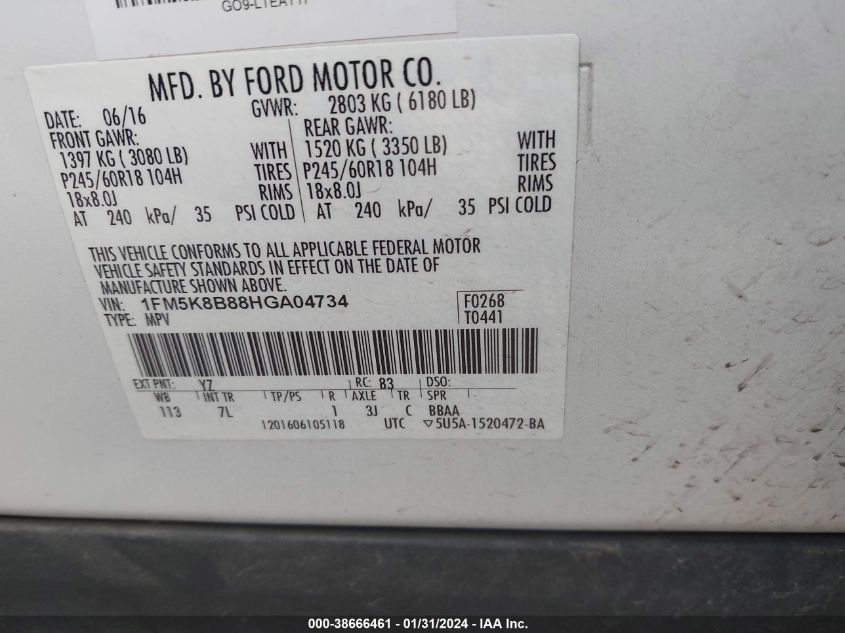 GO9-LTEATTF
MFD. BY FORD MOTOR CO.
DATE: 06/16 GVWR: 2803 KG ( 6180 LB)
FRONT GAWR: REAR GAWR:
1397 KG ( 3080 LB) WITH 1520 KG ( 3350 LB) WITH
P245/60R18 104H TIRES P245/60R18 104H TIRES
18x8.0J RIMS 18x8.0J RIMS
AT 240 kPa/ 35 PSI COLD AT 240 kPa/ 35 PSI COLD
THIS VEHICLE CONFORMS TO ALL APPLICABLE FEDERAL MOTOR
VEHICLE SAFETY STANDARDS IN EFFECT ON THE DATE OF
MANUFACTURE SHOWN ABOVE.
VIN: 1FM5K8B88HGA04734 F0268
TYPE: MPV T0441
EXT PNT: YZ RC: 83 DSO:
WB INT TR TP/PS R AXLE TR SPR
113 7L 1 3J C BBAA
1201606105118 UTC ▽5U5A-1520472-BA
000-38666461 - 01/31/2024 - IAA Inc.